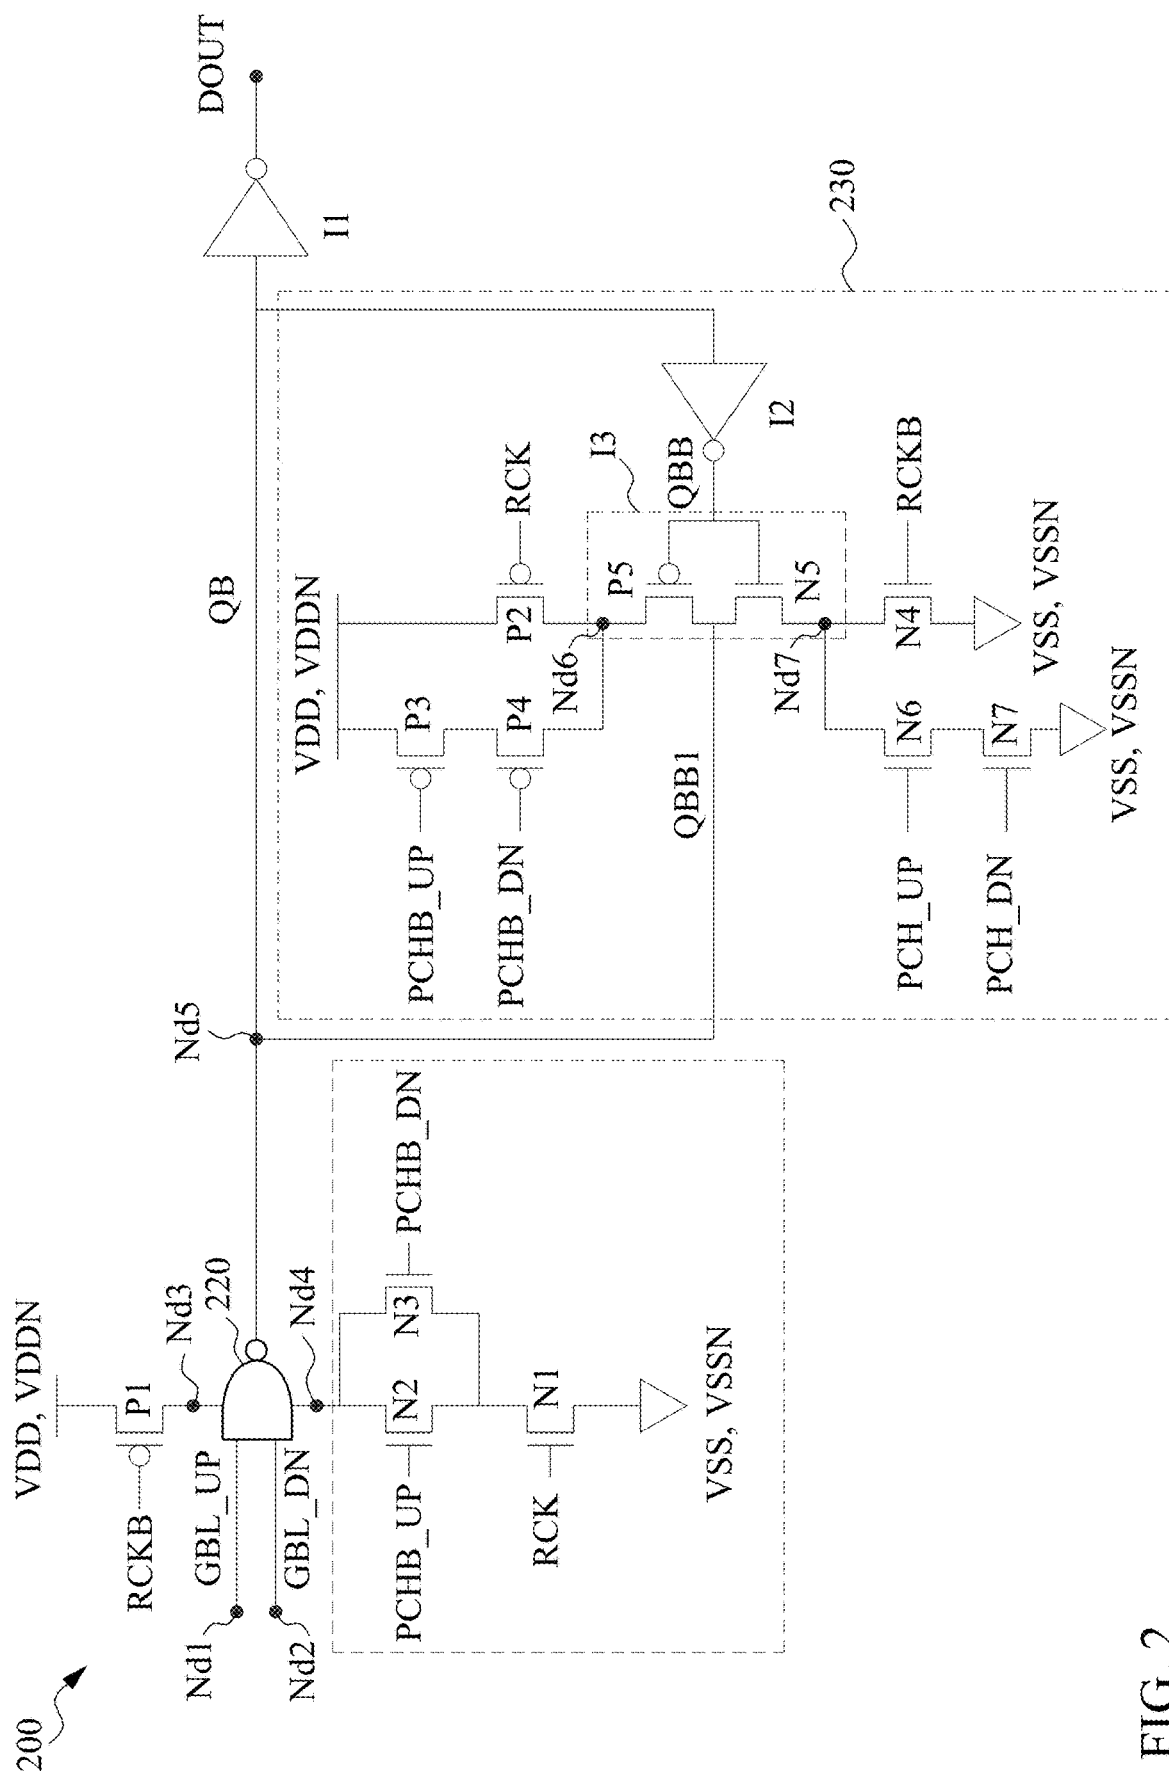 200
VDD, VDDN
RCKB
P1
Nd3
GBL_UP
220
Nd1
GBL_DN
Nd2
Nd4
PCHB_UP
N2
N3
PCHB_DN
RCK
N1
VSS, VSSN
Nd5
QB
I1
DOUT
230
VDD, VDDN
PCHB_UP
P3
P2
RCK
PCHB_DN
P4
Nd6
I3
P5
QBB
I2
QBB1
N5
Nd7
PCH_UP
N6
N4
RCKB
PCH_DN
N7
VSS, VSSN
VSS, VSSN
FIG. 2